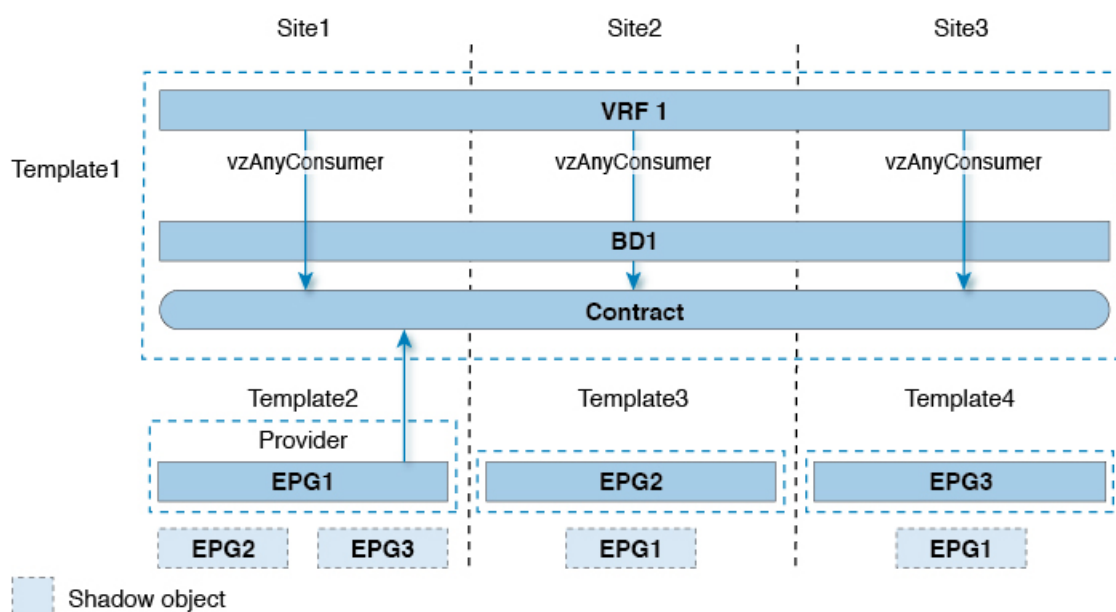 Site1
Site2
Site3
VRF 1
Template1
vzAnyConsumer
vzAnyConsumer
vzAnyConsumer
BD1
Contract
Template2
Template3
Template4
Provider
EPG1
EPG2
EPG3
EPG2
EPG3
EPG1
EPG1
Shadow object